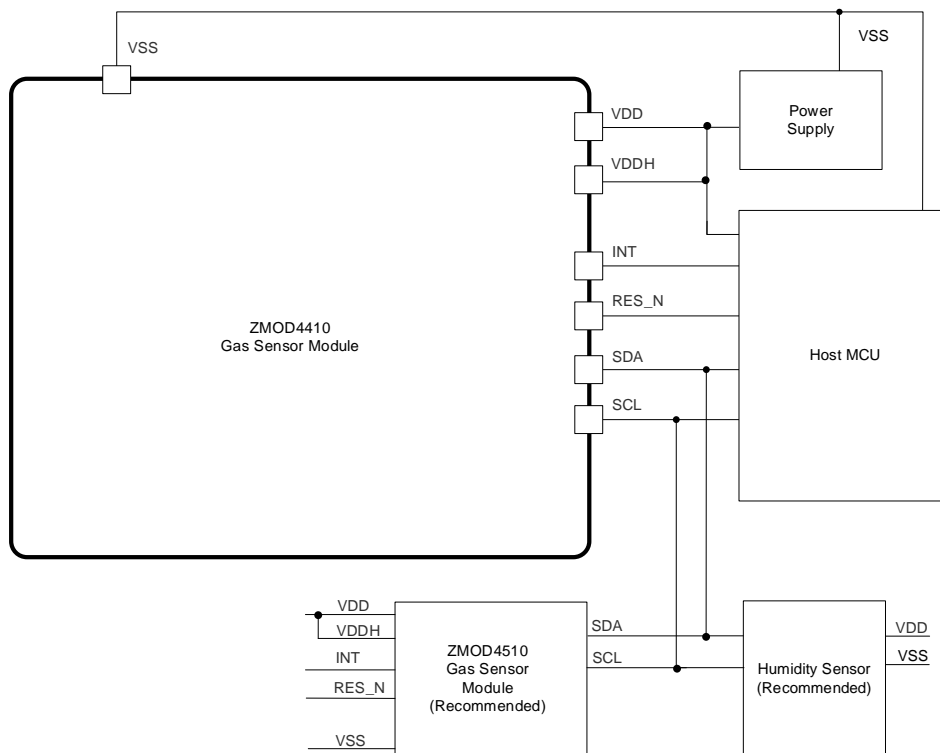 VSS
VSS
Power
Supply
VDD
VDDH
INT
RES_N
SDA
SCL
ZMOD4410
Gas Sensor Module
Host MCU
VDD
VDDH
INT
RES_N
VSS
ZMOD4510
Gas Sensor
Module
(Recommended)
SDA
SCL
Humidity Sensor
(Recommended)
VDD
VSS